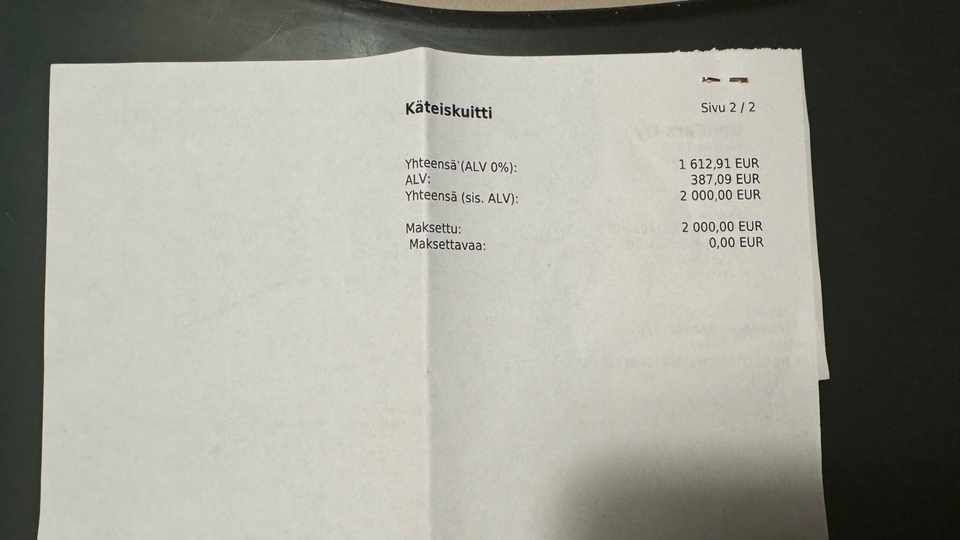 Käteiskuitti
Sivu 2 / 2
Yhteensä (ALV 0%): 1 612,91 EUR
ALV: 387,09 EUR
Yhteensä (sis. ALV): 2 000,00 EUR
Maksettu: 2 000,00 EUR
Maksettavaa: 0,00 EUR